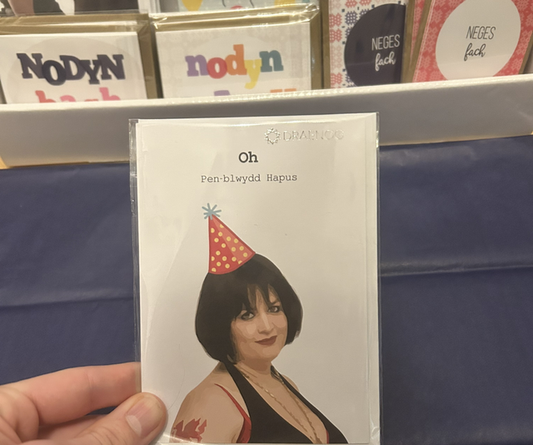 NODYN
nodyn
NEGES
fach
NEGES
fach
Oh
Pen-blwydd Hapus